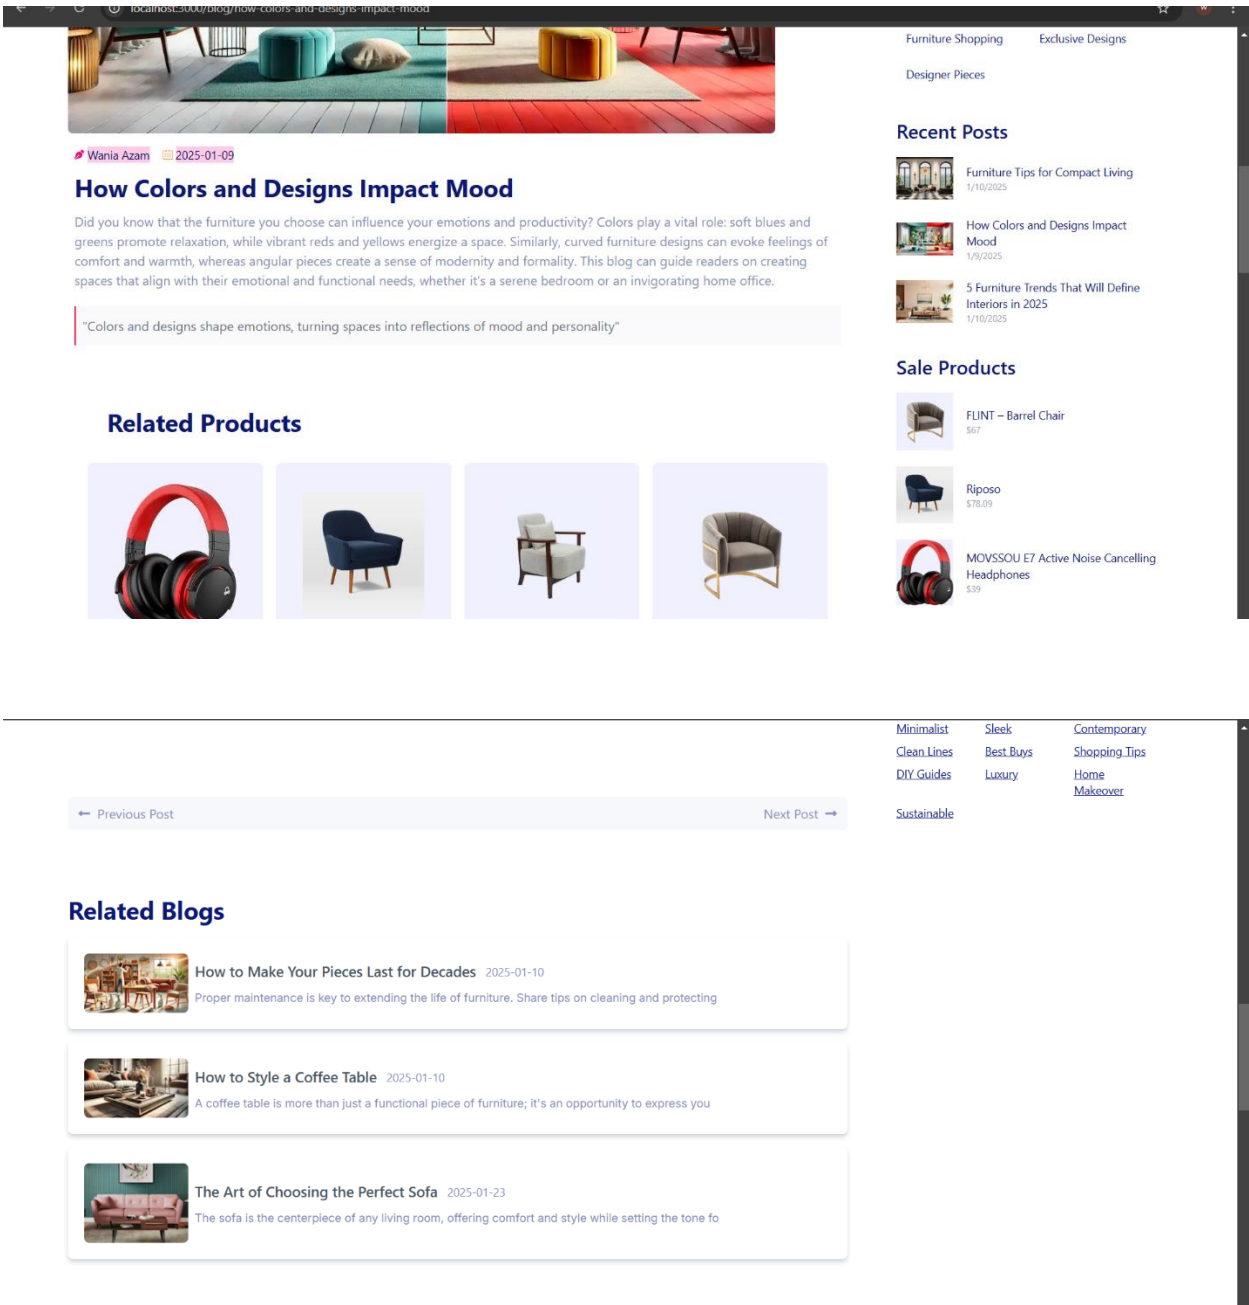 localhost:3000/blog/how-colors-and-designs-impact-mood
Wania Azam 2025-01-09
How Colors and Designs Impact Mood
Did you know that the furniture you choose can influence your emotions and productivity? Colors play a vital role: soft blues and
greens promote relaxation, while vibrant reds and yellows energize a space. Similarly, curved furniture designs can evoke feelings of
comfort and warmth, whereas angular pieces create a sense of modernity and formality. This blog can guide readers on creating
spaces that align with their emotional and functional needs, whether it's a serene bedroom or an invigorating home office.
"Colors and designs shape emotions, turning spaces into reflections of mood and personality"
Related Products
Furniture Shopping Exclusive Designs
Designer Pieces
Recent Posts
Furniture Tips for Compact Living
1/10/2025
How Colors and Designs Impact
Mood
1/9/2025
5 Furniture Trends That Will Define
Interiors in 2025
1/10/2025
Sale Products
FLINT – Barrel Chair
$67
Riposo
$78.09
MOVSSOU E7 Active Noise Cancelling
Headphones
$39
Minimalist Sleek Contemporary
Clean Lines Best Buys Shopping Tips
DIY Guides Luxury Home
Makeover
Sustainable
← Previous Post Next Post →
Related Blogs
How to Make Your Pieces Last for Decades 2025-01-10
Proper maintenance is key to extending the life of furniture. Share tips on cleaning and protecting
How to Style a Coffee Table 2025-01-10
A coffee table is more than just a functional piece of furniture; it's an opportunity to express you
The Art of Choosing the Perfect Sofa 2025-01-23
The sofa is the centerpiece of any living room, offering comfort and style while setting the tone fo